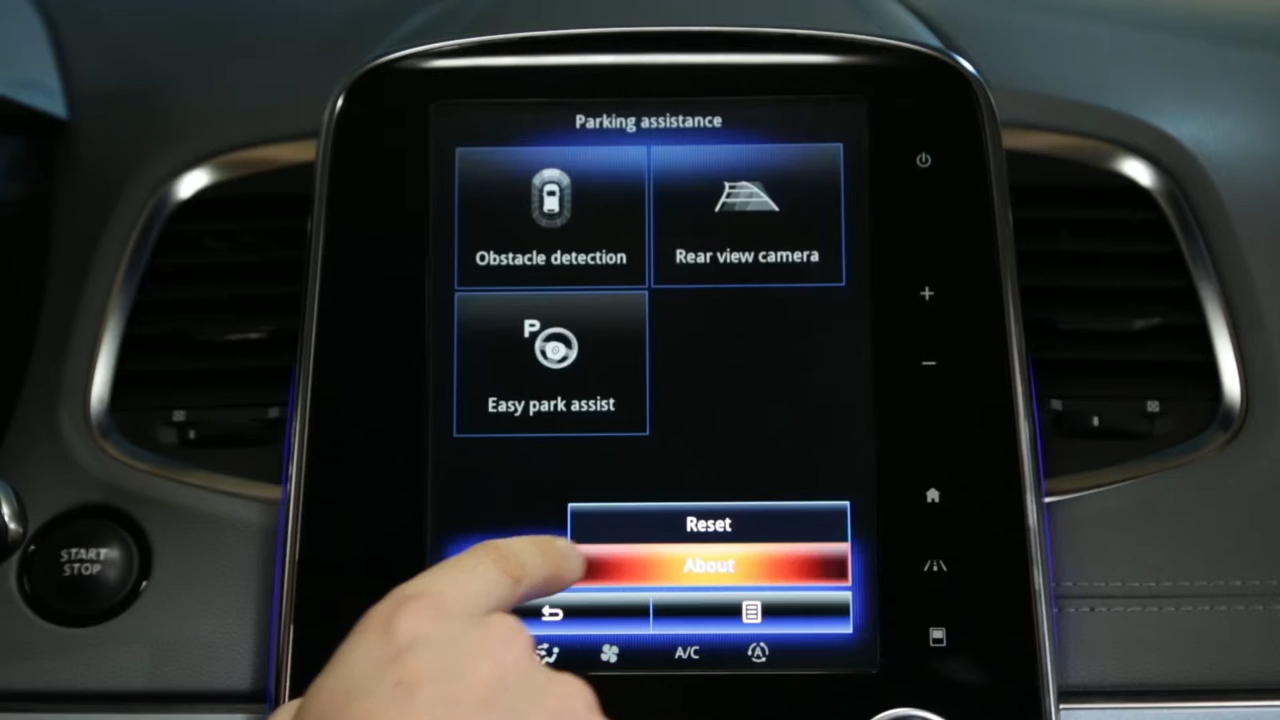 Parking assistance
Obstacle detection
Rear view camera
P
Easy park assist
Reset
About
START
STOP
A/C
A